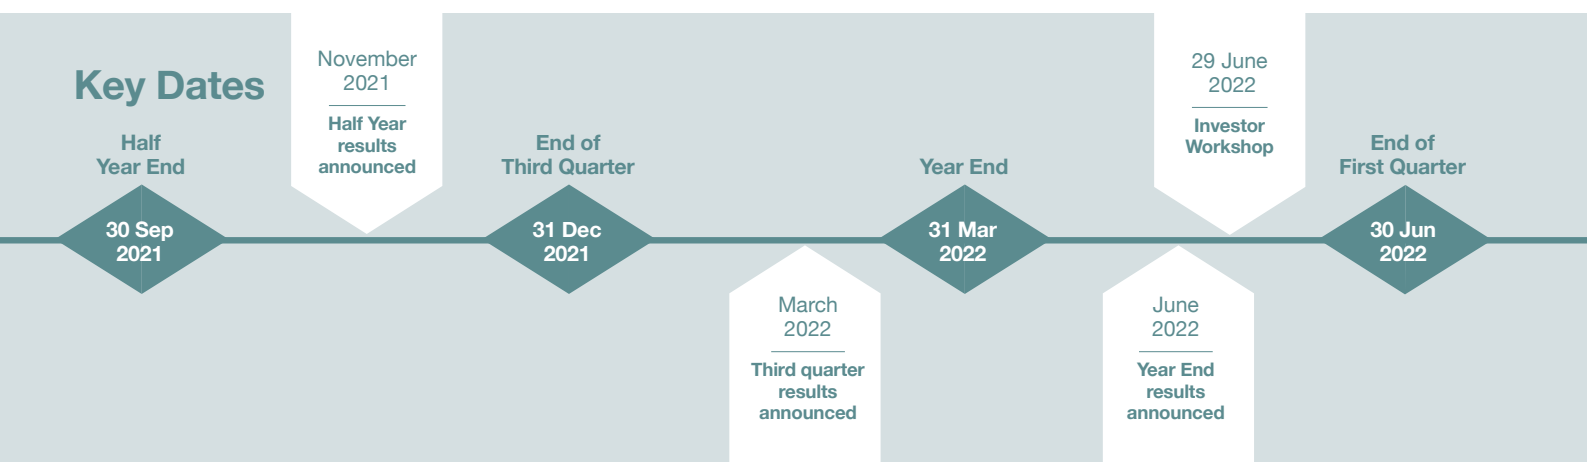 Key Dates
Half
Year End
30 Sep
2021
November
2021
Half Year
results
announced
End of
Third Quarter
31 Dec
2021
March
2022
Third quarter
results
announced
Year End
31 Mar
2022
June
2022
Year End
results
announced
29 June
2022
Investor
Workshop
End of
First Quarter
30 Jun
2022